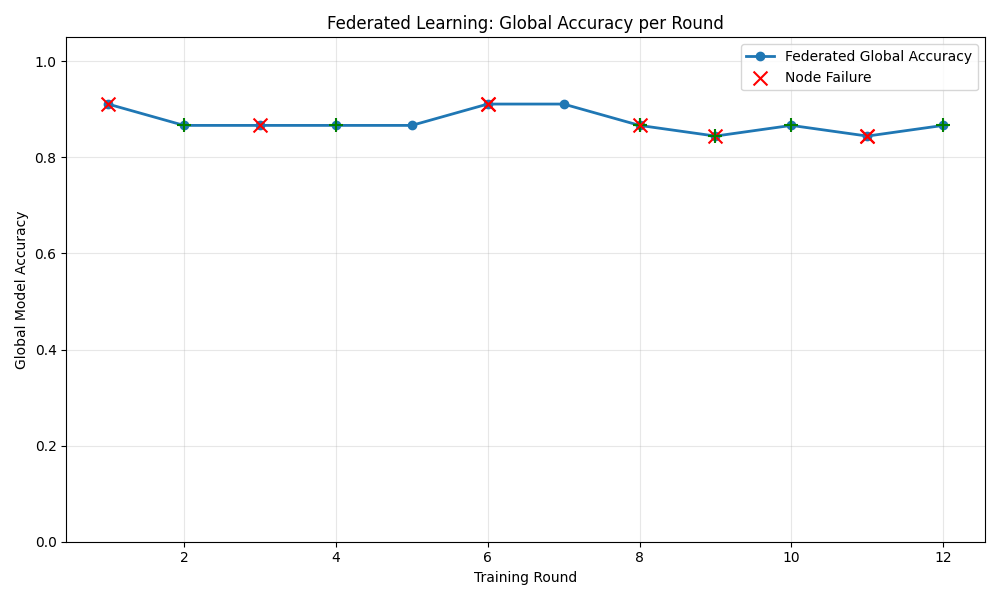 Federated Learning: Global Accuracy per Round
Federated Global Accuracy
Node Failure
Global Model Accuracy
1.0
0.8
0.6
0.4
0.2
0.0
2
4
6
8
10
12
Training Round